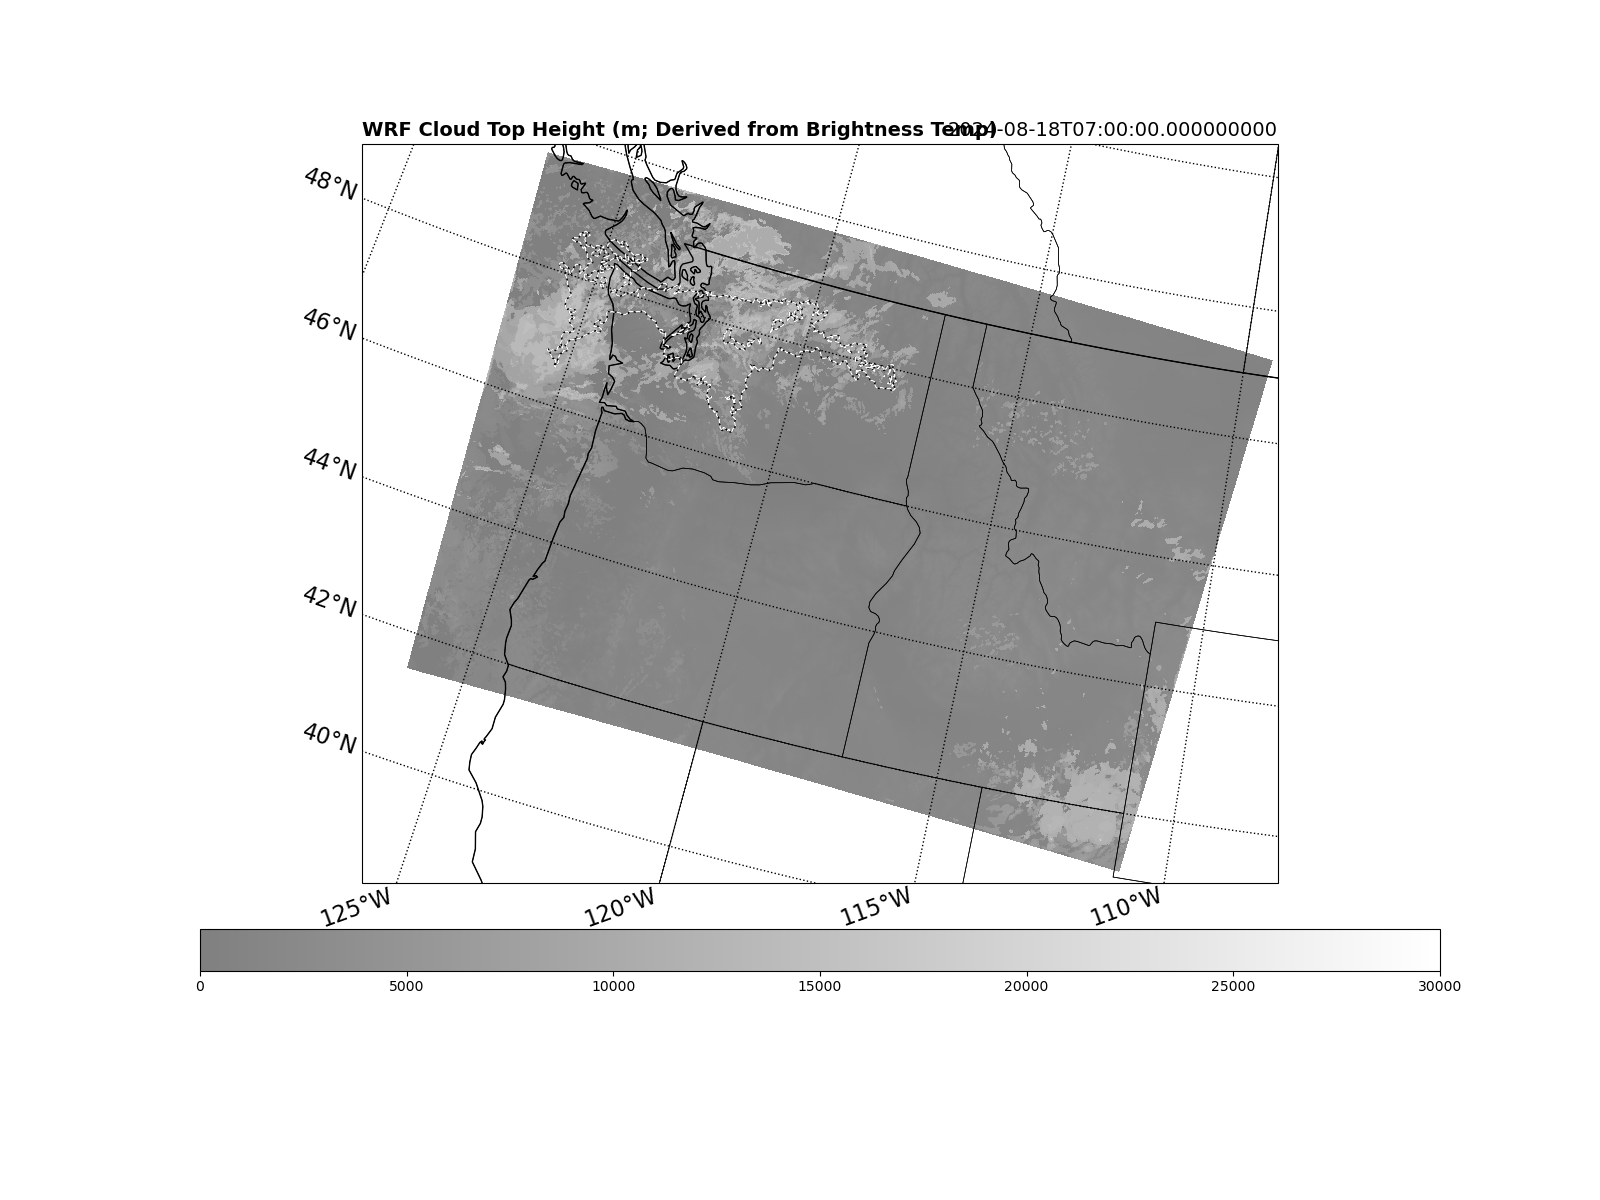 WRF Cloud Top Height (m; Derived from Brightness Temp) 2024-08-18T07:00:00.000000000
48°N
46°N
44°N
42°N
40°N
125°W 120°W 115°W 110°W
0 5000 10000 15000 20000 25000 30000